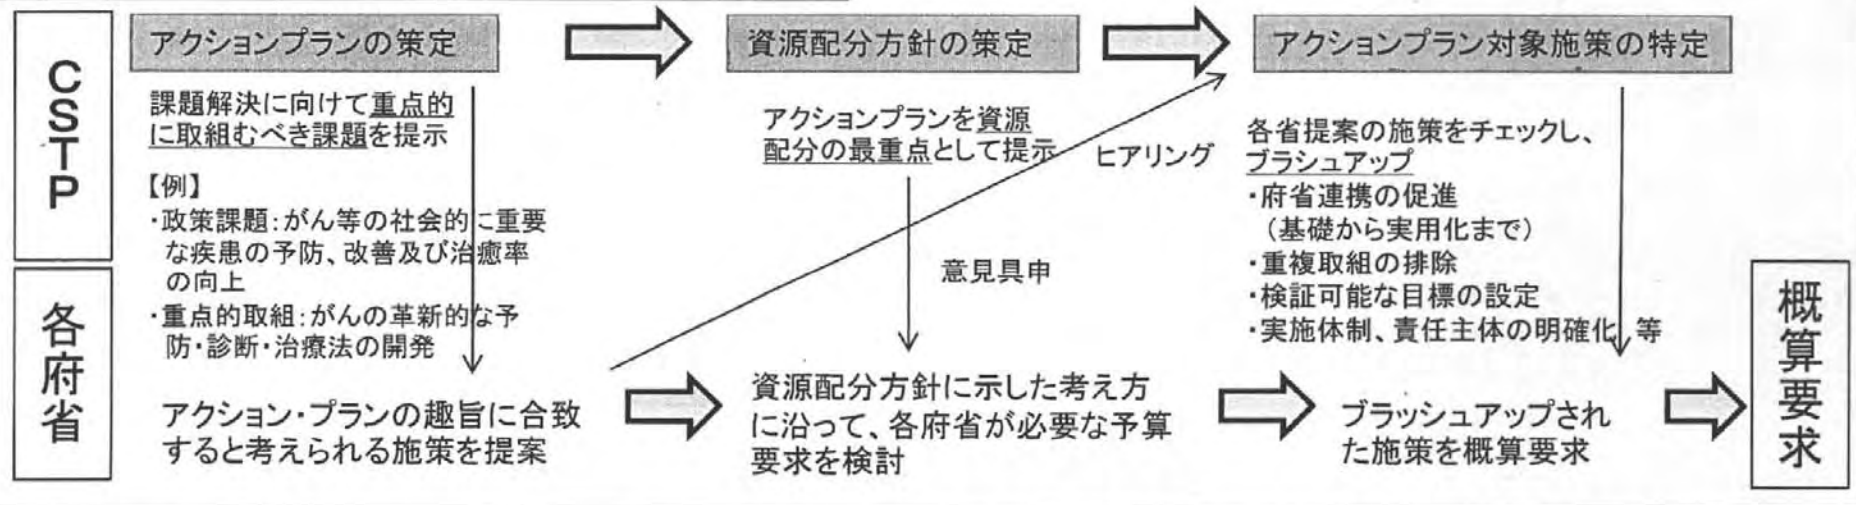 CSTP
アクションプランの策定
課題解決に向けて重点的
に取組むべき課題を提示
【例】
・政策課題：がん等の社会的に重要
な疾患の予防、改善及び治癒率
の向上
・重点的取組：がんの革新的な予
防・診断・治療法の開発
資源配分方針の策定
アクションプランを資源
配分の最重点として提示
意見具申
ヒアリング
アクションプラン対象施策の特定
各省提案の施策をチェックし、
ブラシュアップ
・府省連携の促進
（基礎から実用化まで）
・重複取組の排除
・検証可能な目標の設定
・実施体制、責任主体の明確化 等
各府省
アクション・プランの趣旨に合致
すると考えられる施策を提案
資源配分方針に示した考え方
に沿って、各府省が必要な予算
要求を検討
ブラッシュアップされ
た施策を概算要求
概算要求